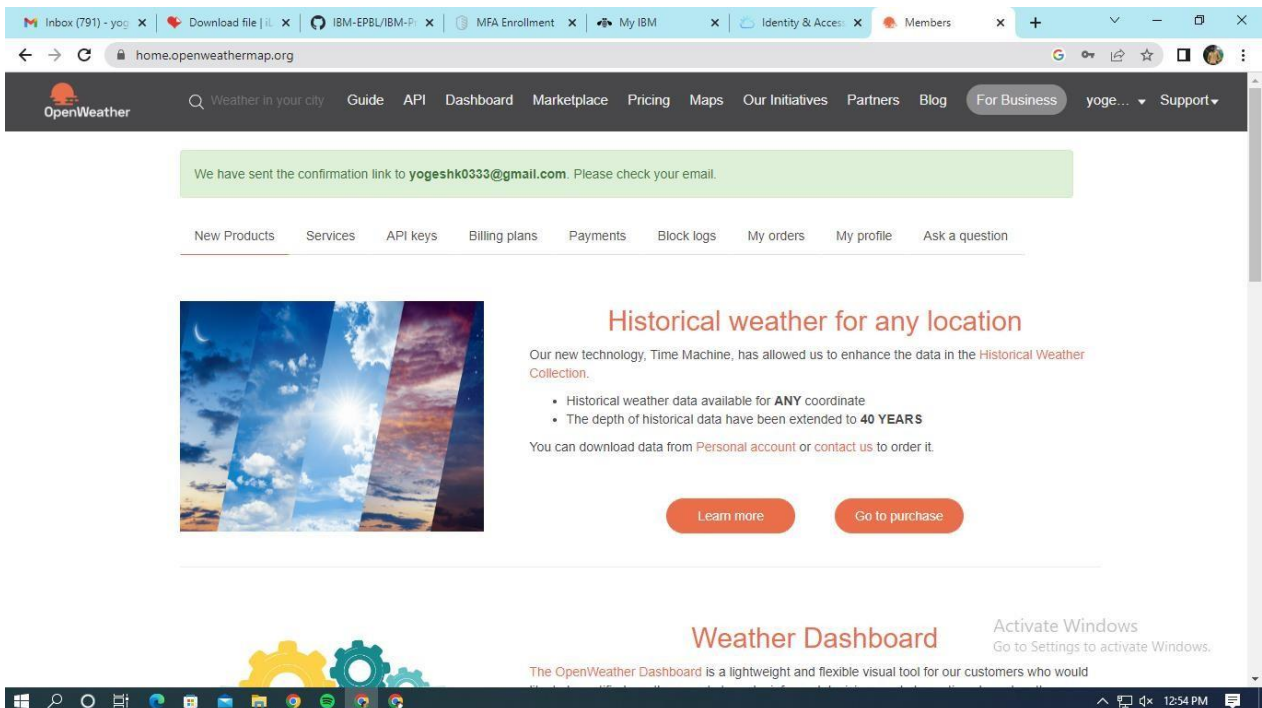 Inbox (791) - yog
Download file | iL
IBM-EPBL/IBM-Pr
MFA Enrollment
My IBM
Identity & Access
Members
home.openweathermap.org
OpenWeather
Weather in your city
Guide
API
Dashboard
Marketplace
Pricing
Maps
Our Initiatives
Partners
Blog
For Business
yoge...
Support
We have sent the confirmation link to yogeshk0333@gmail.com. Please check your email.
New Products
Services
API keys
Billing plans
Payments
Block logs
My orders
My profile
Ask a question
Historical weather for any location
Our new technology, Time Machine, has allowed us to enhance the data in the Historical Weather
Collection.
• Historical weather data available for ANY coordinate
• The depth of historical data have been extended to 40 YEARS
You can download data from Personal account or contact us to order it.
Learn more
Go to purchase
Weather Dashboard
The OpenWeather Dashboard is a lightweight and flexible visual tool for our customers who would
Activate Windows
Go to Settings to activate Windows.
12:54 PM